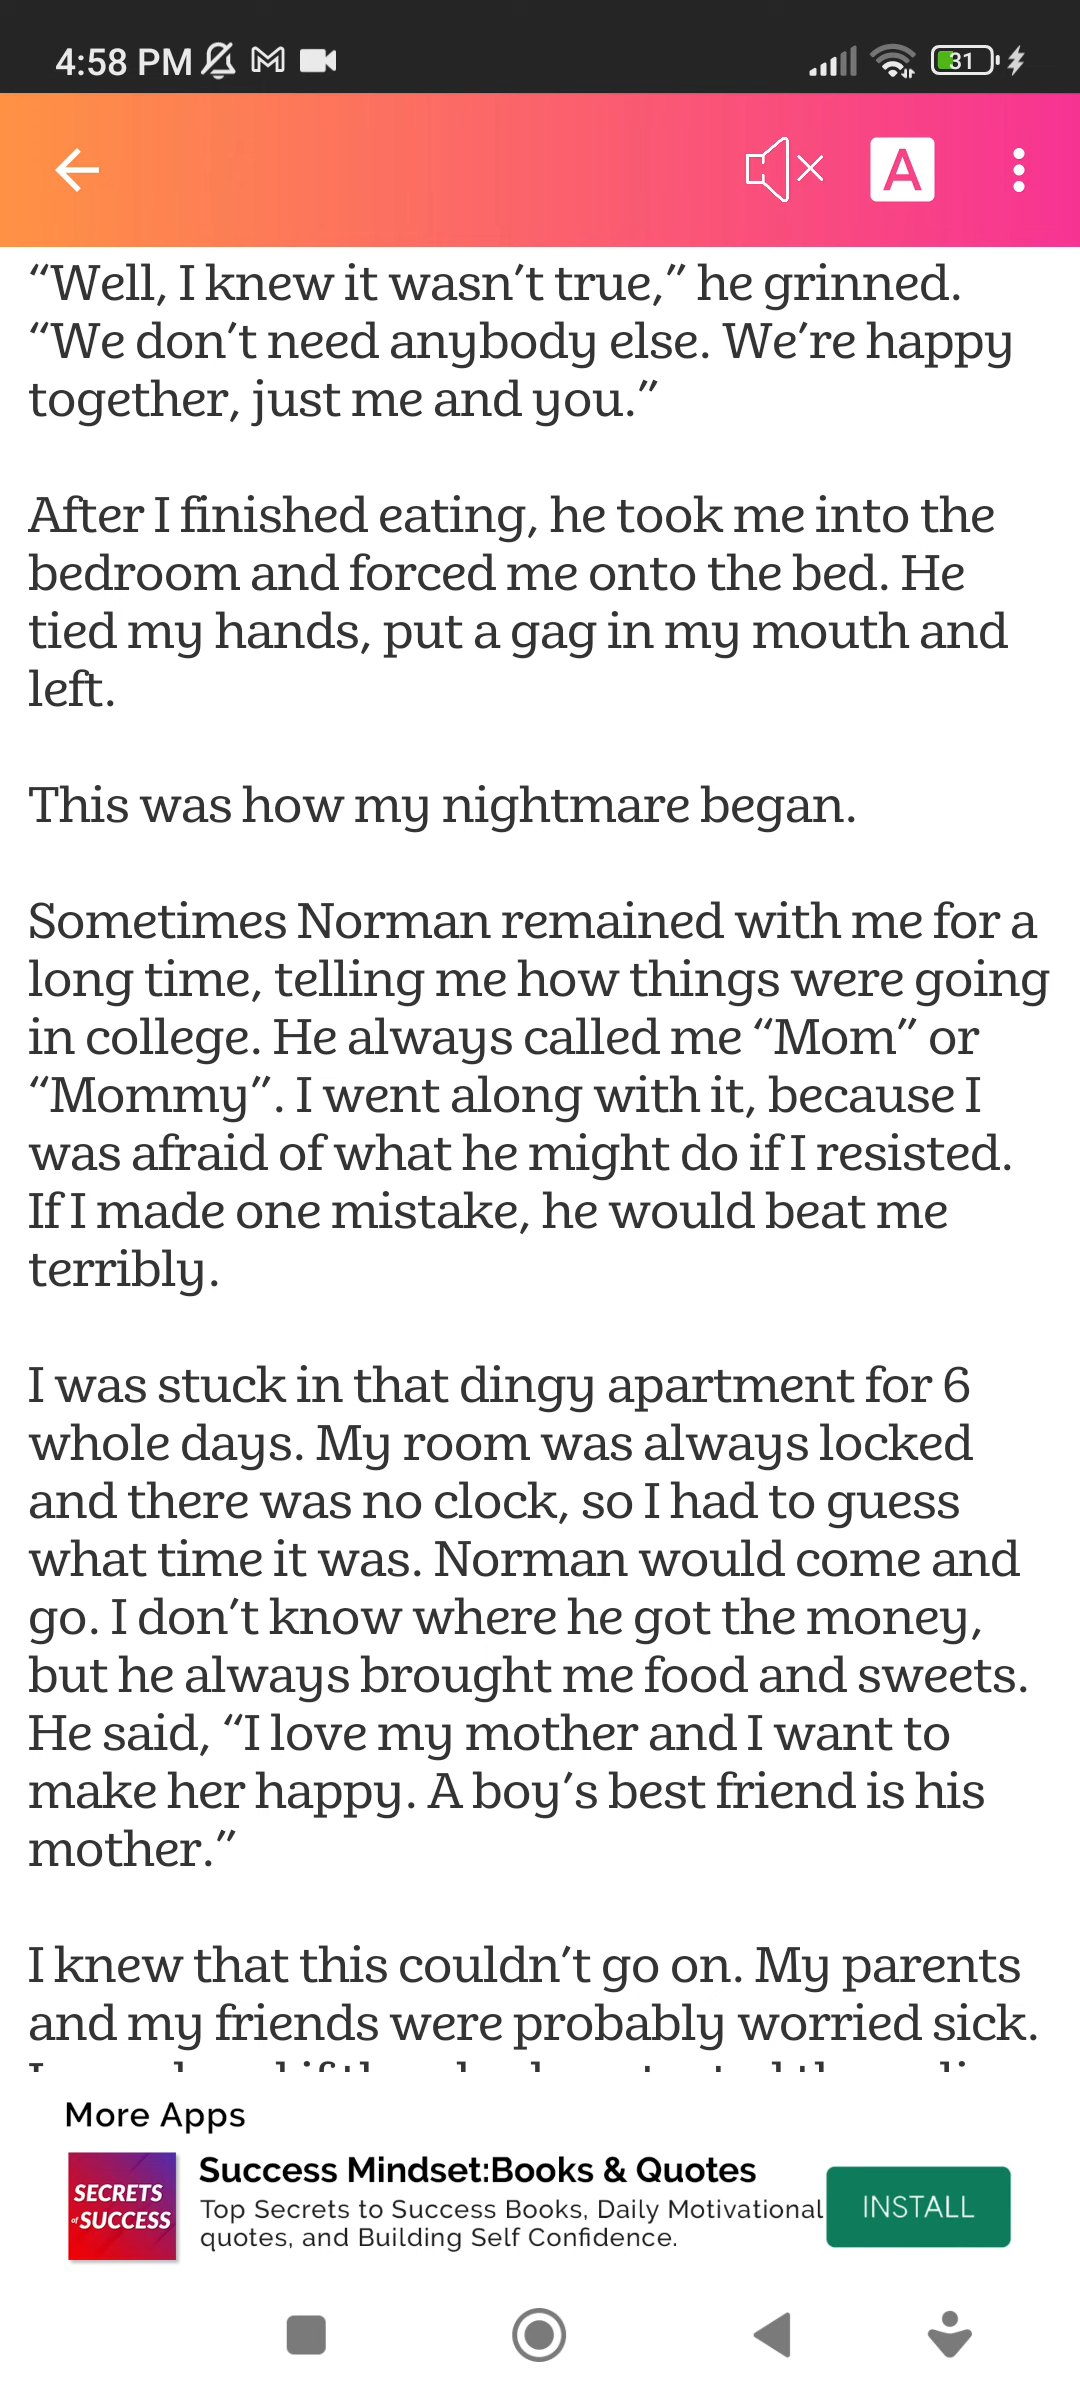 4:58 PM
31
A
“Well, I knew it wasn’t true,” he grinned.
“We don’t need anybody else. We’re happy
together, just me and you.”
After I finished eating, he took me into the
bedroom and forced me onto the bed. He
tied my hands, put a gag in my mouth and
left.
This was how my nightmare began.
Sometimes Norman remained with me for a
long time, telling me how things were going
in college. He always called me “Mom” or
“Mommy”. I went along with it, because I
was afraid of what he might do if I resisted.
If I made one mistake, he would beat me
terribly.
I was stuck in that dingy apartment for 6
whole days. My room was always locked
and there was no clock, so I had to guess
what time it was. Norman would come and
go. I don’t know where he got the money,
but he always brought me food and sweets.
He said, “I love my mother and I want to
make her happy. A boy’s best friend is his
mother.”
I knew that this couldn’t go on. My parents
and my friends were probably worried sick.
More Apps
SECRETS
of SUCCESS
Success Mindset:Books & Quotes
Top Secrets to Success Books, Daily Motivational
quotes, and Building Self Confidence.
INSTALL